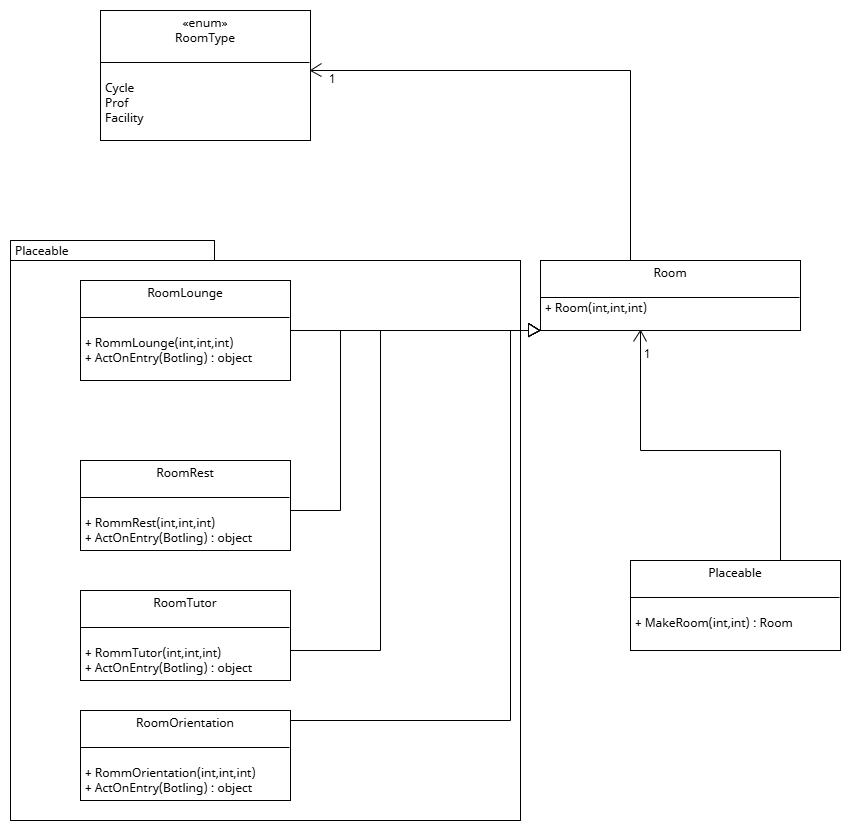 «enum»
RoomType
Cycle
Prof
Facility
1
Placeable
RoomLounge
+ RommLounge(int,int,int)
+ ActOnEntry(Botling) : object
Room
+ Room(int,int,int)
1
RoomRest
+ RommRest(int,int,int)
+ ActOnEntry(Botling) : object
Placeable
+ MakeRoom(int,int) : Room
RoomTutor
+ RommTutor(int,int,int)
+ ActOnEntry(Botling) : object
RoomOrientation
+ RommOrientation(int,int,int)
+ ActOnEntry(Botling) : object